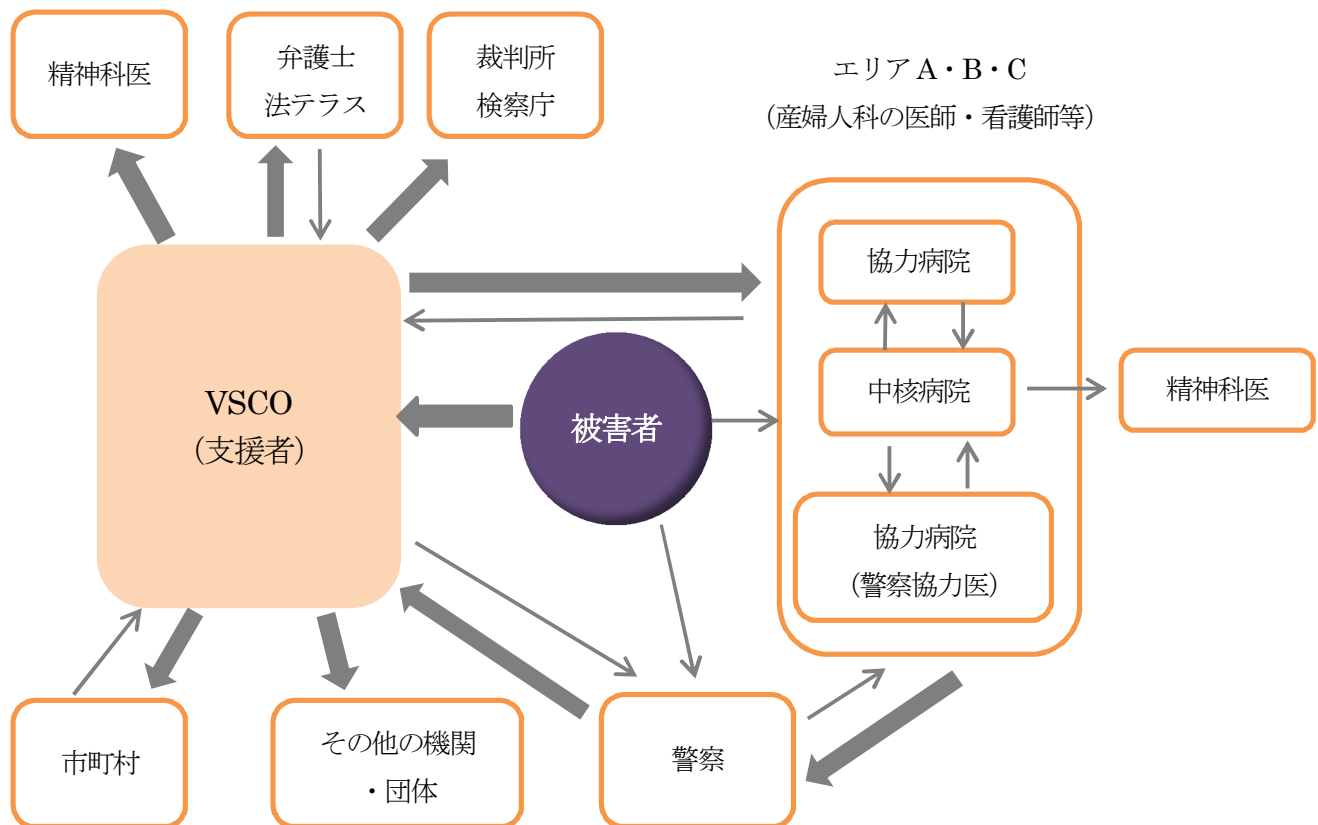 精神科医
弁護士
法テラス
裁判所
検察庁
エリア A・B・C
（産婦人科の医師・看護師等）
協力病院
中核病院
精神科医
VSCO
（支援者）
被害者
協力病院
（警察協力医）
市町村
その他の機関
・団体
警察